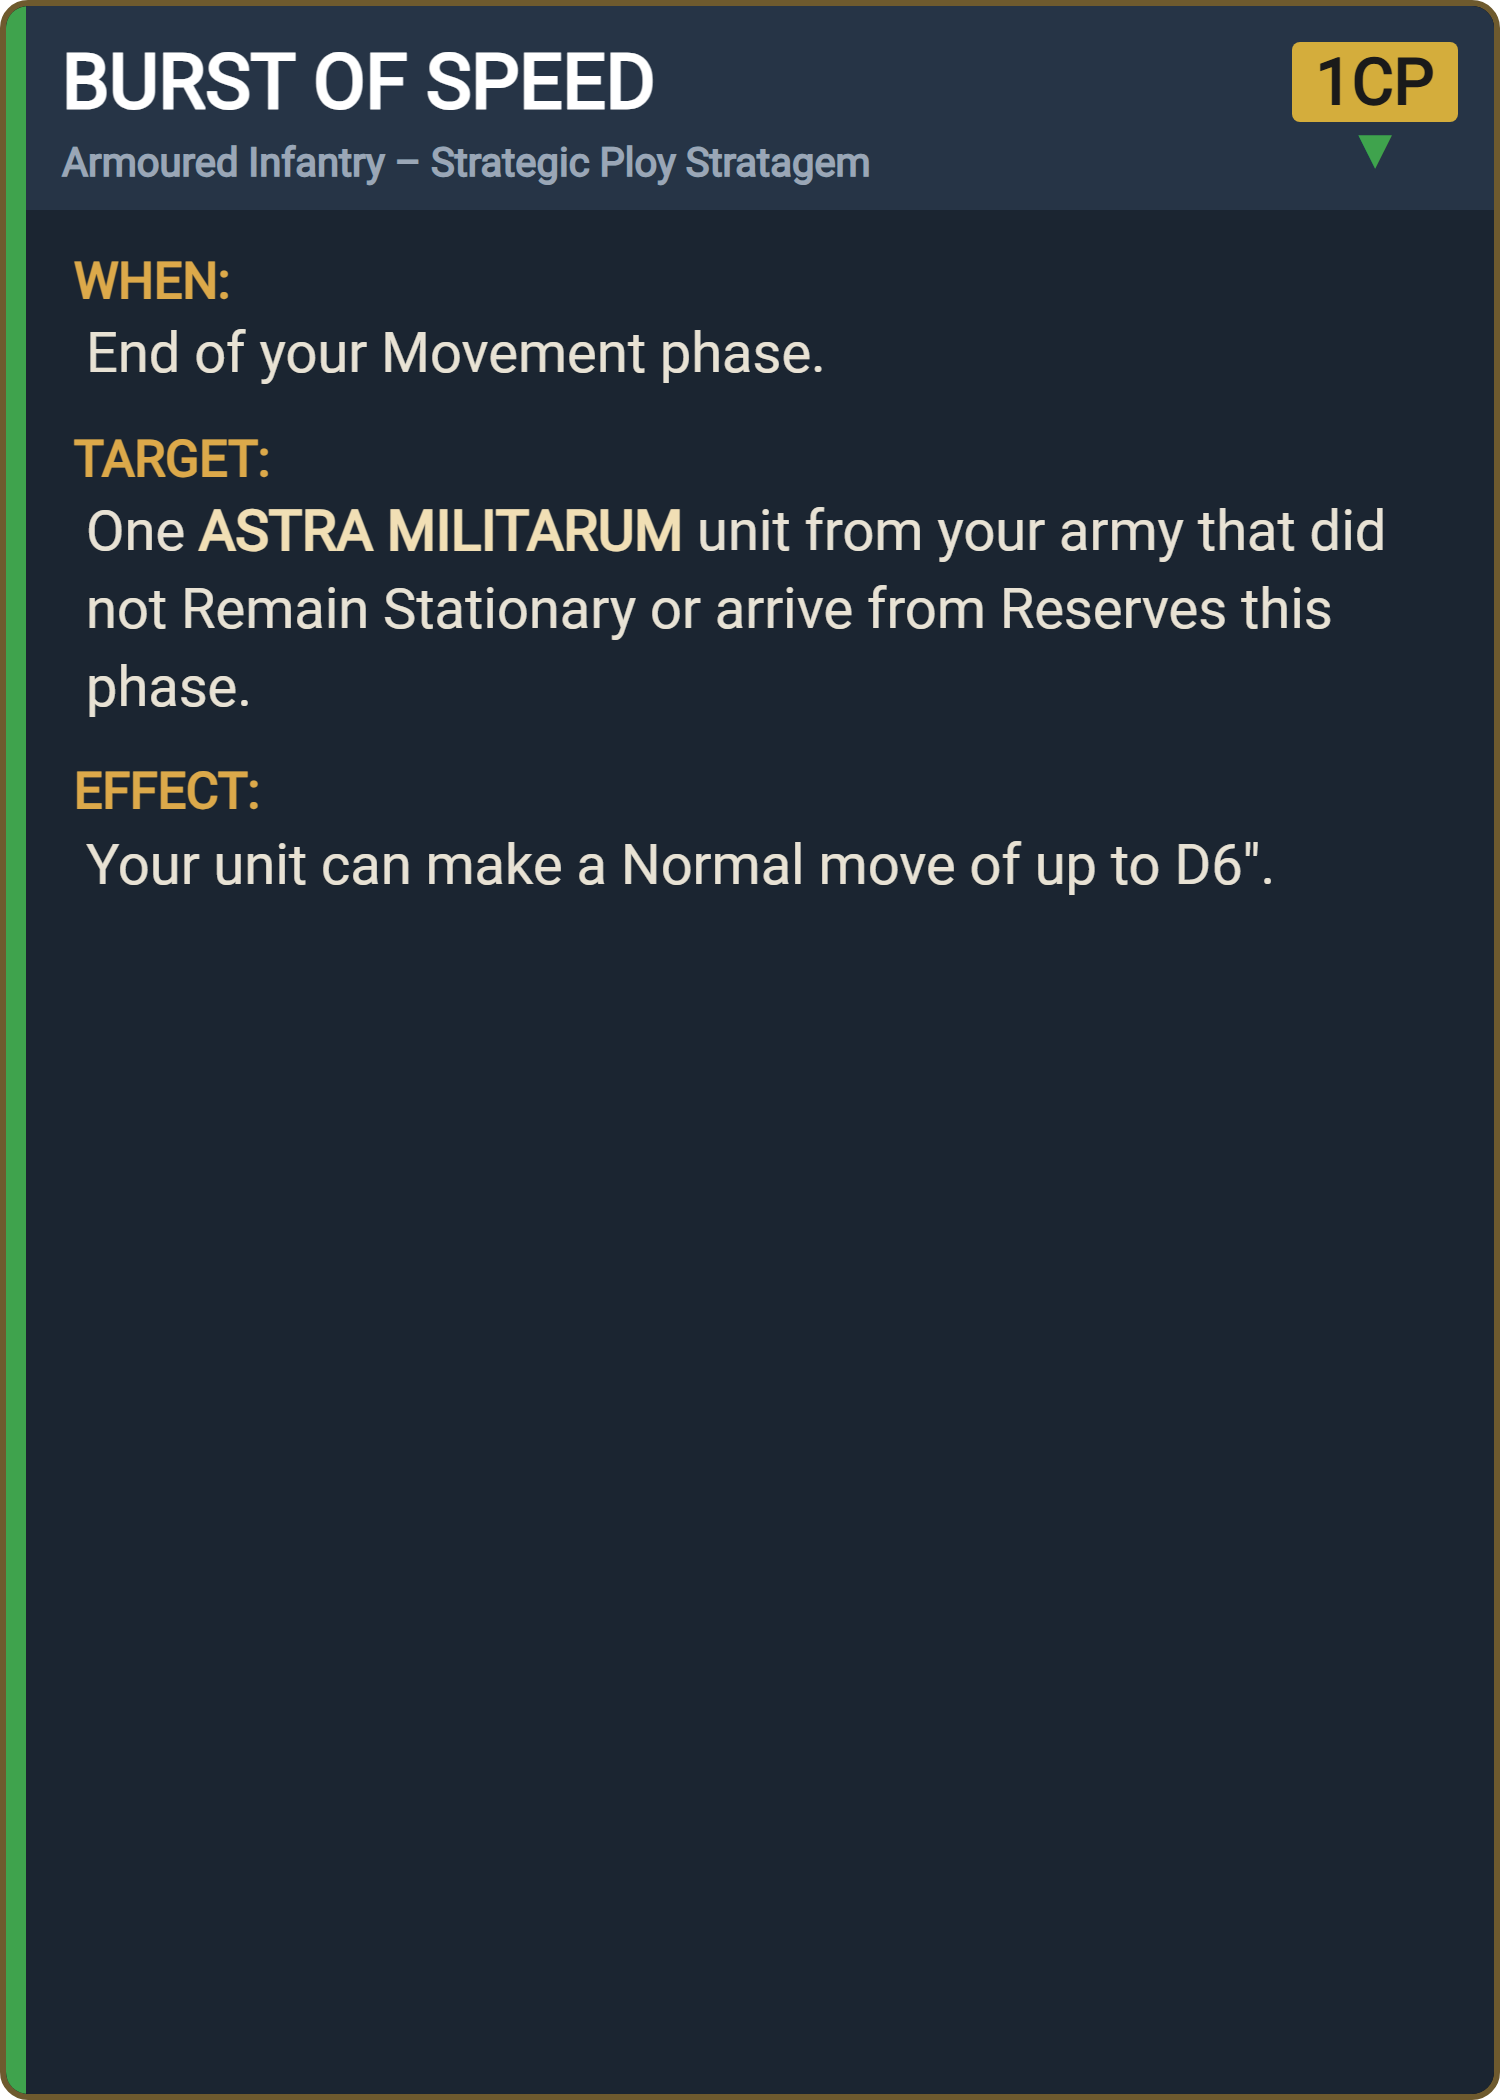 BURST OF SPEED
1CP
Armoured Infantry – Strategic Ploy Stratagem
WHEN:
End of your Movement phase.
TARGET:
One ASTRA MILITARUM unit from your army that did
not Remain Stationary or arrive from Reserves this
phase.
EFFECT:
Your unit can make a Normal move of up to D6".